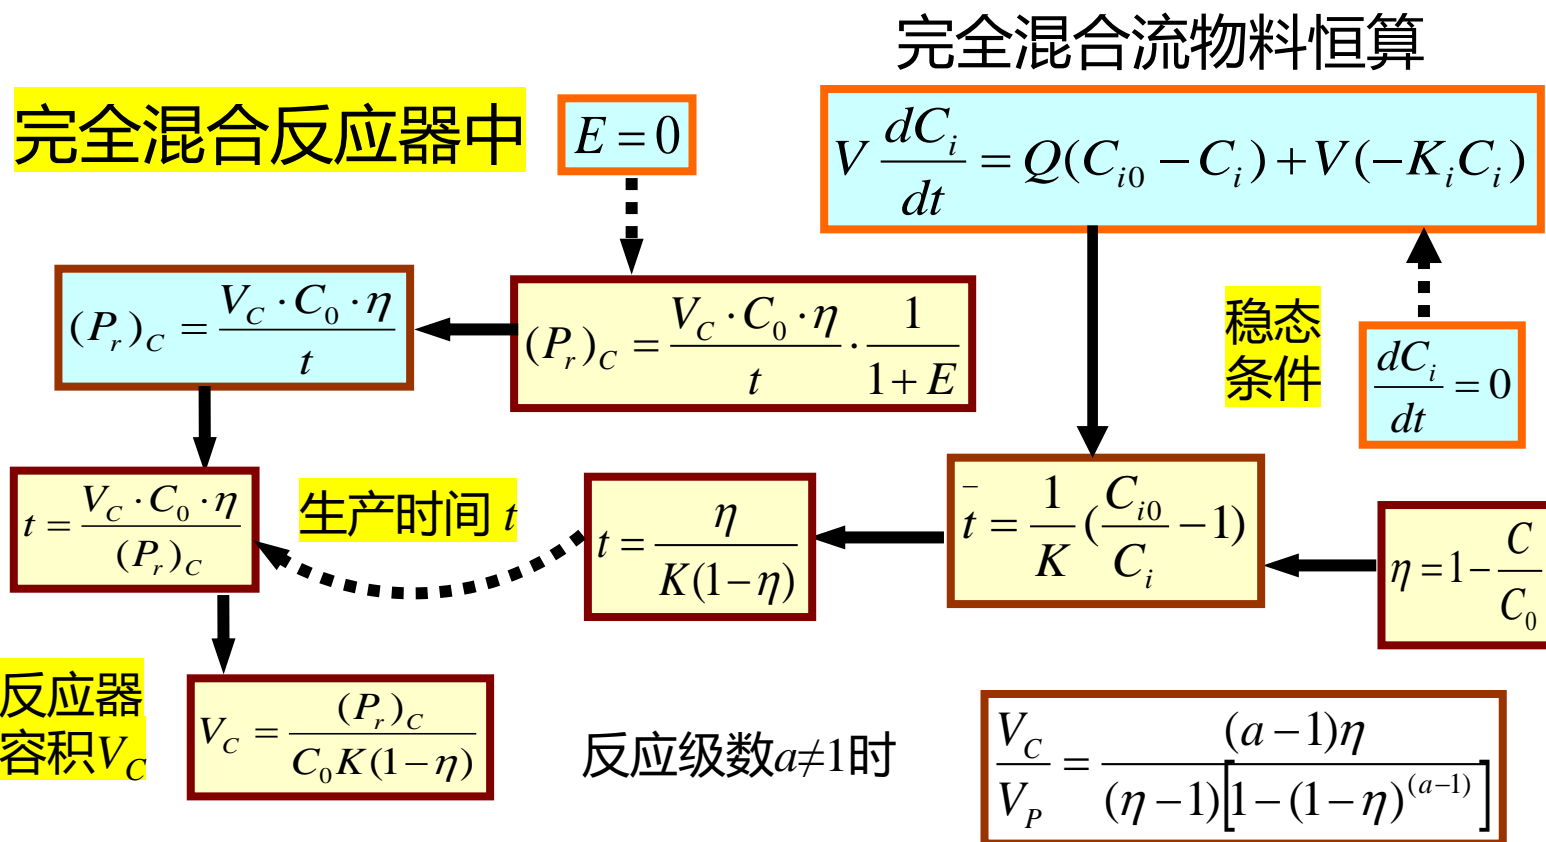 完全混合流物料恒算
完全混合反应器中
E = 0
V dC_i/dt = Q(C_{i0} − C_i) + V(−K_i C_i)
(P_r)_C = (V_C · C_0 · η)/t
(P_r)_C = (V_C · C_0 · η)/t · 1/(1 + E)
稳态
条件
dC_i/dt = 0
t = (V_C · C_0 · η)/(P_r)_C
生产时间 t
t = η/(K(1 − η))
t̄ = 1/K (C_{i0}/C_i − 1)
η = 1 − C/C_0
反应器
容积V_C
V_C = (P_r)_C/(C_0 K(1 − η))
反应级数a≠1时
V_C/V_P = (a − 1)η/((η − 1)[1 − (1 − η)^{(a−1)}])